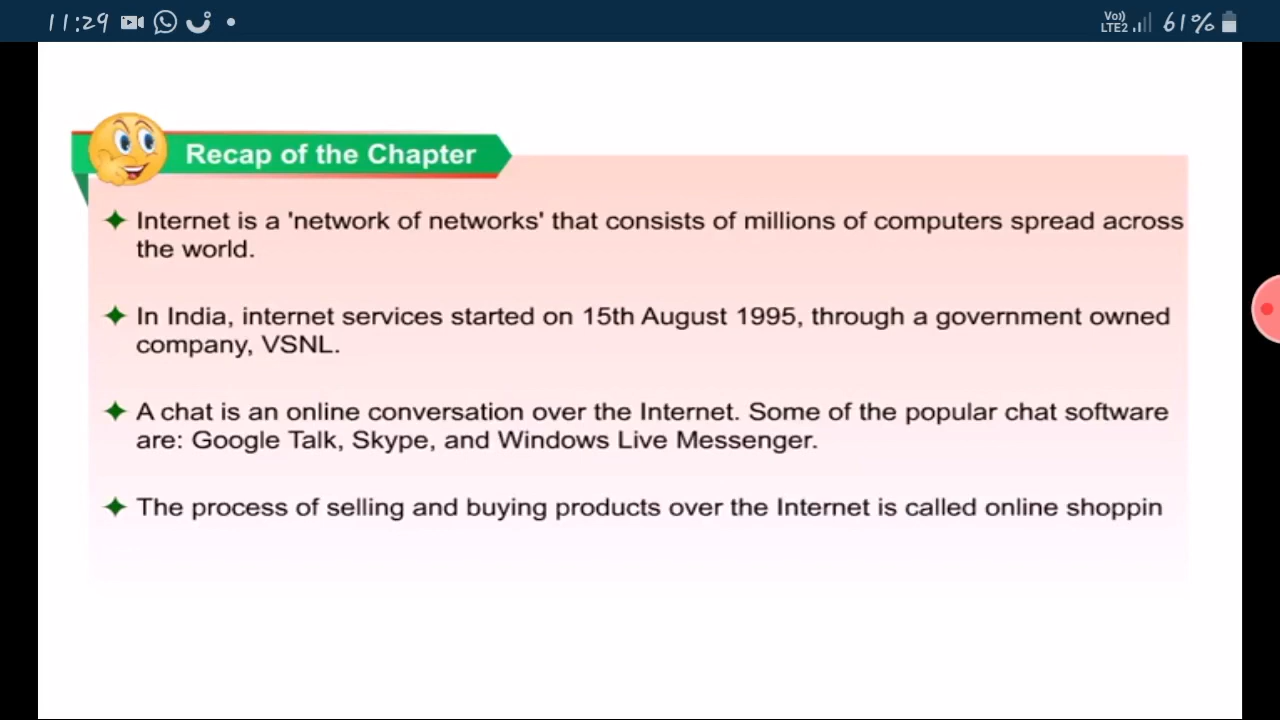 11:29
Vo)) LTE2 61%
Recap of the Chapter
Internet is a 'network of networks' that consists of millions of computers spread across
the world.
In India, internet services started on 15th August 1995, through a government owned
company, VSNL.
A chat is an online conversation over the Internet. Some of the popular chat software
are: Google Talk, Skype, and Windows Live Messenger.
The process of selling and buying products over the Internet is called online shoppin